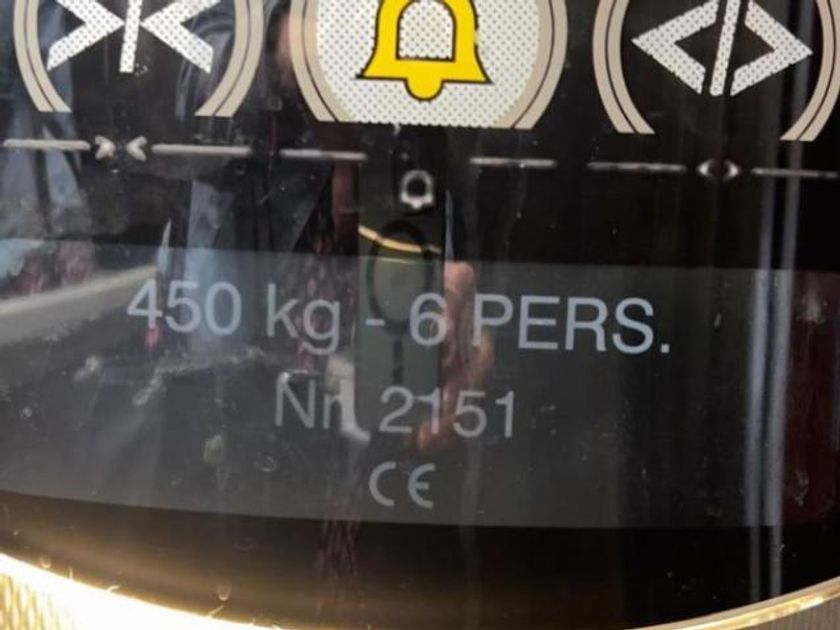 450 kg - 6 PERS.
Nr. 2151
CE